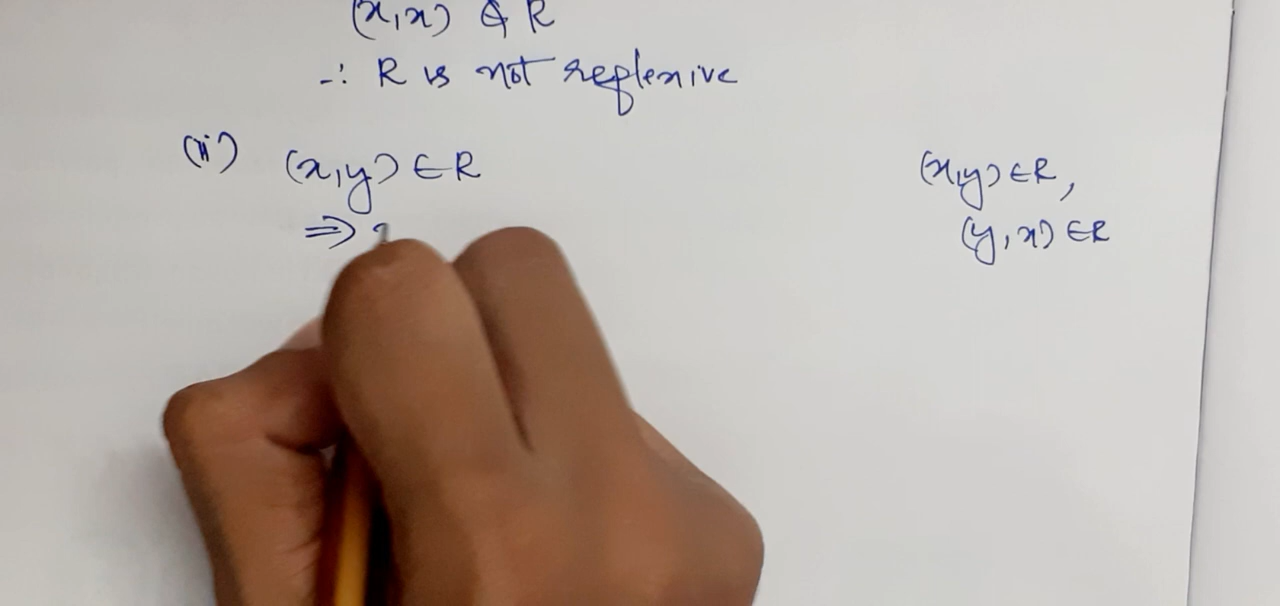 (x,x) ∉ R
∴ R is not reflexive
(ii) (x,y) ∈ R
⇒
(x,y) ∈ R,
(y,x) ∈ R